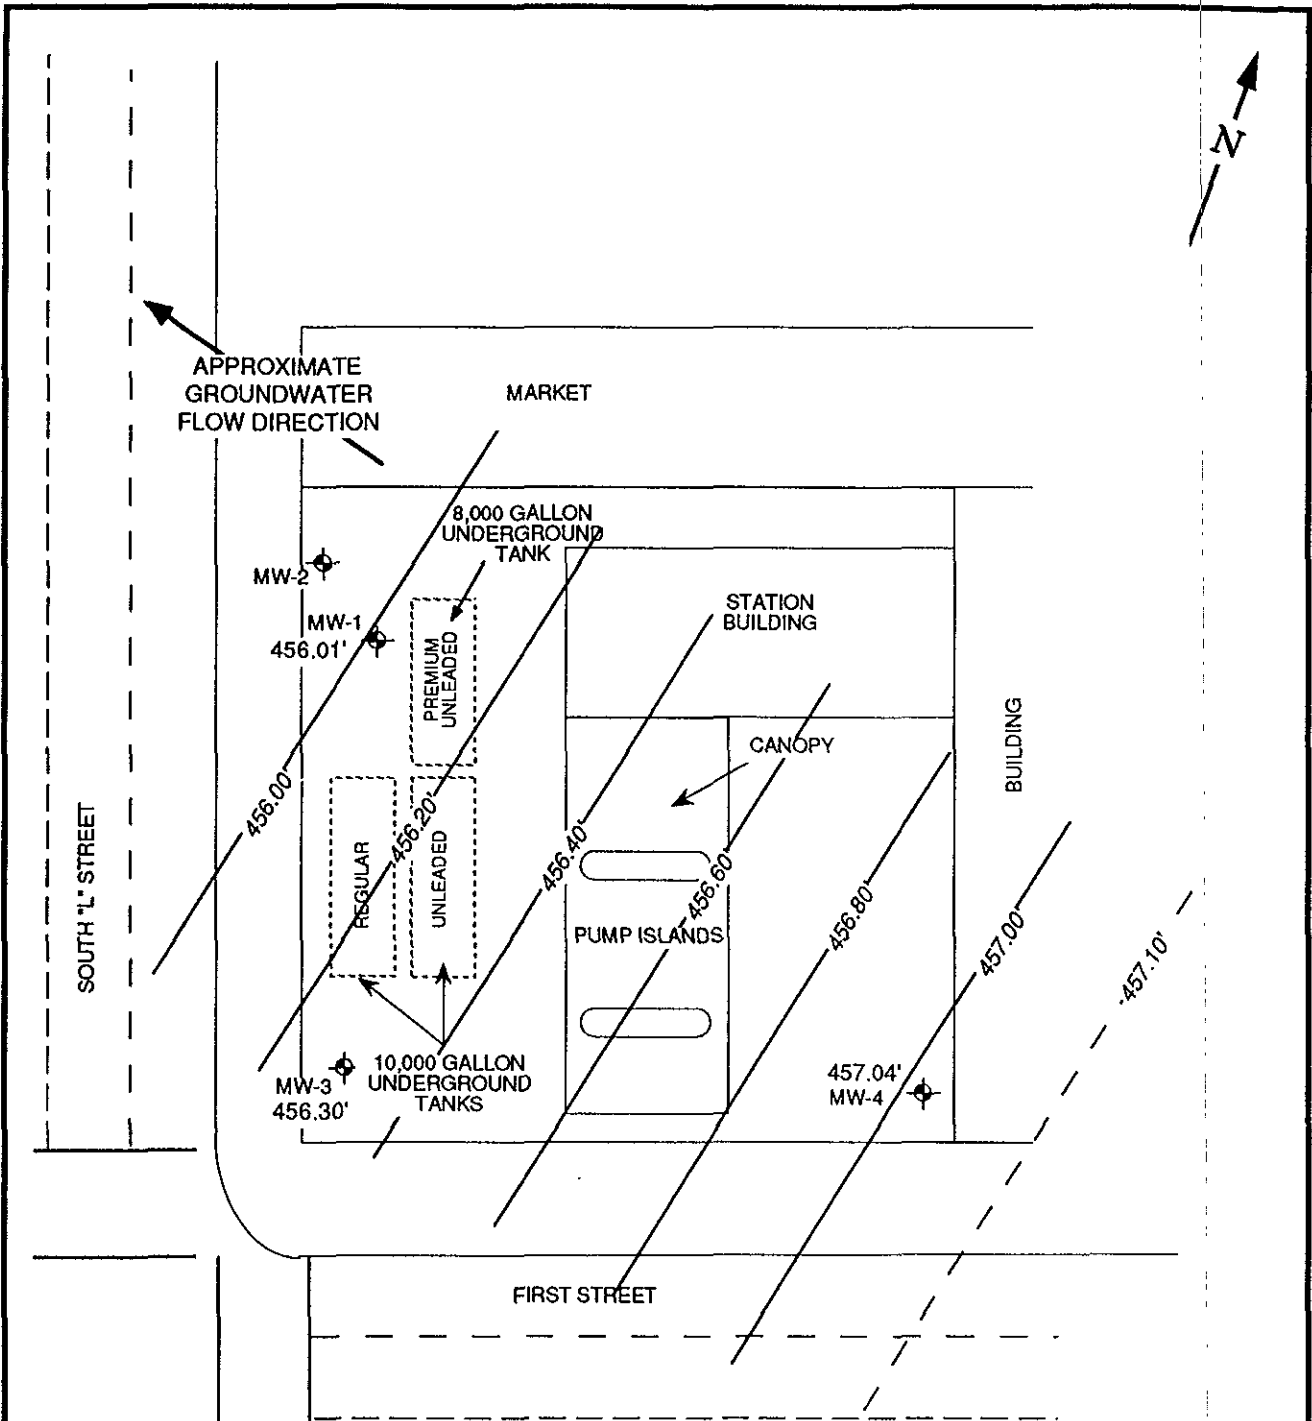 N
APPROXIMATE
GROUNDWATER
FLOW DIRECTION
MARKET
8,000 GALLON
UNDERGROUND
TANK
MW-2
MW-1
456.01'
STATION
BUILDING
PREMIUM
UNLEADED
CANOPY
BUILDING
456.00'
456.20'
456.40'
456.60'
456.80'
457.00'
457.10'
SOUTH "L" STREET
REGULAR
UNLEADED
PUMP ISLANDS
10,000 GALLON
UNDERGROUND
TANKS
MW-3
456.30'
457.04'
MW-4
FIRST STREET